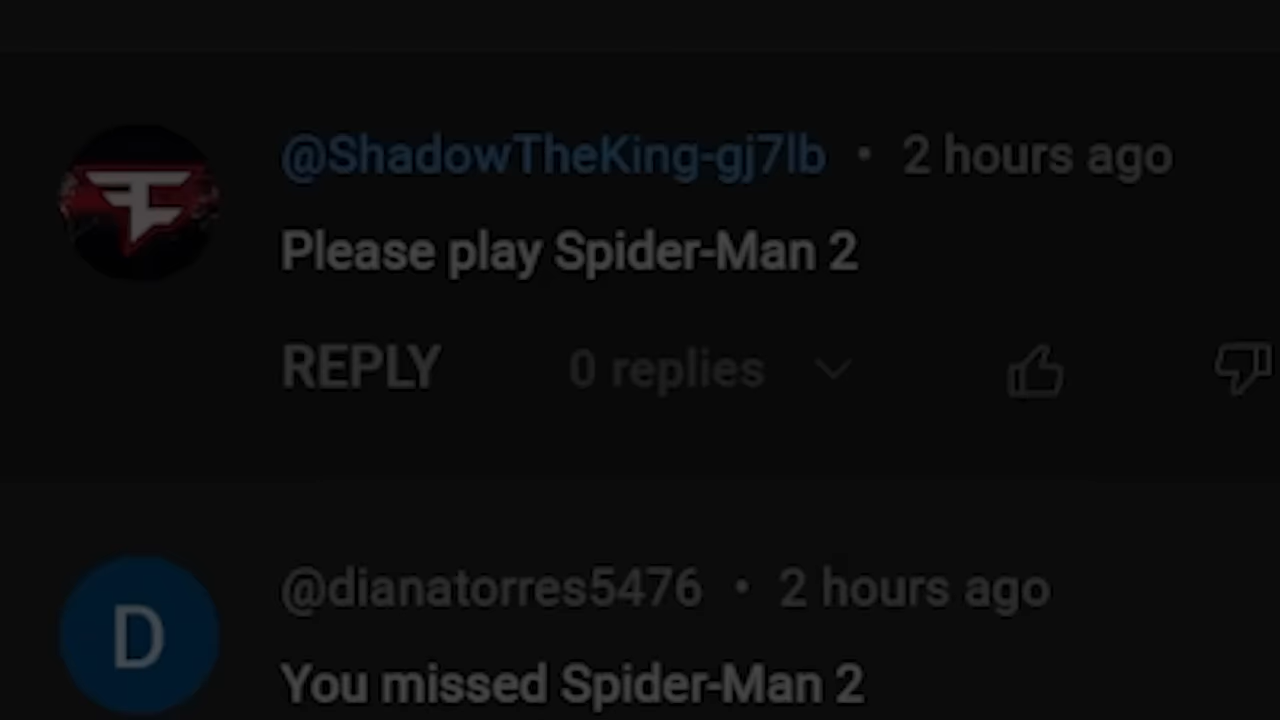 @ShadowTheKing-gj7lb • 2 hours ago
Please play Spider-Man 2
REPLY 0 replies
D
@dianatorres5476 • 2 hours ago
You missed Spider-Man 2